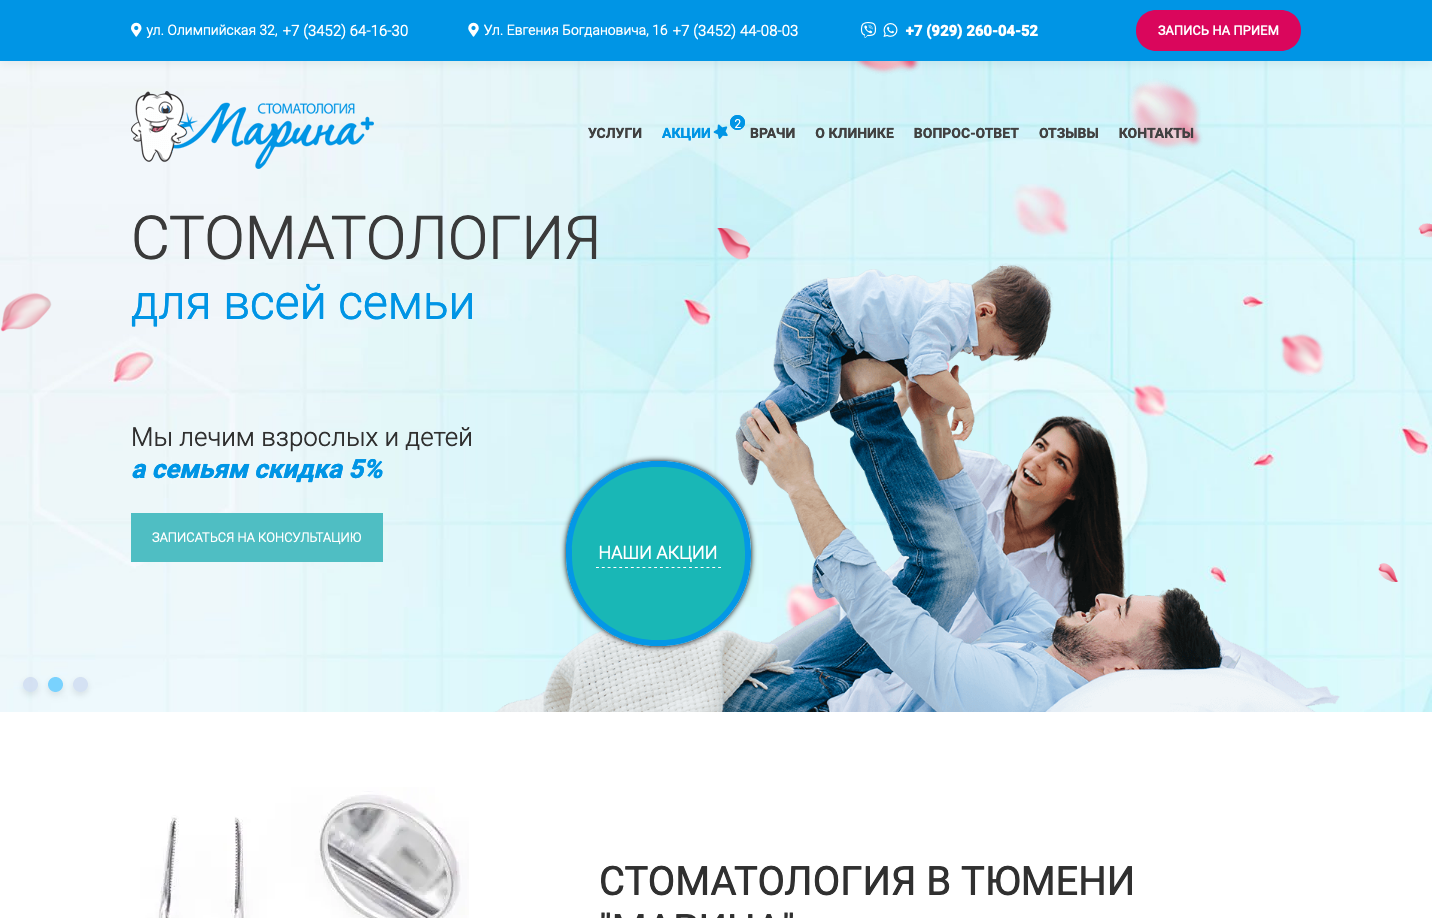 ул. Олимпийская 32, +7 (3452) 64-16-30
Ул. Евгения Богдановича, 16 +7 (3452) 44-08-03
+7 (929) 260-04-52
ЗАПИСЬ НА ПРИЕМ
СТОМАТОЛОГИЯ
Марина+
УСЛУГИ
АКЦИИ 2
ВРАЧИ
О КЛИНИКЕ
ВОПРОС-ОТВЕТ
ОТЗЫВЫ
КОНТАКТЫ
СТОМАТОЛОГИЯ
для всей семьи
Мы лечим взрослых и детей
а семьям скидка 5%
ЗАПИСАТЬСЯ НА КОНСУЛЬТАЦИЮ
НАШИ АКЦИИ
СТОМАТОЛОГИЯ В ТЮМЕНИ
"МАРИНА"